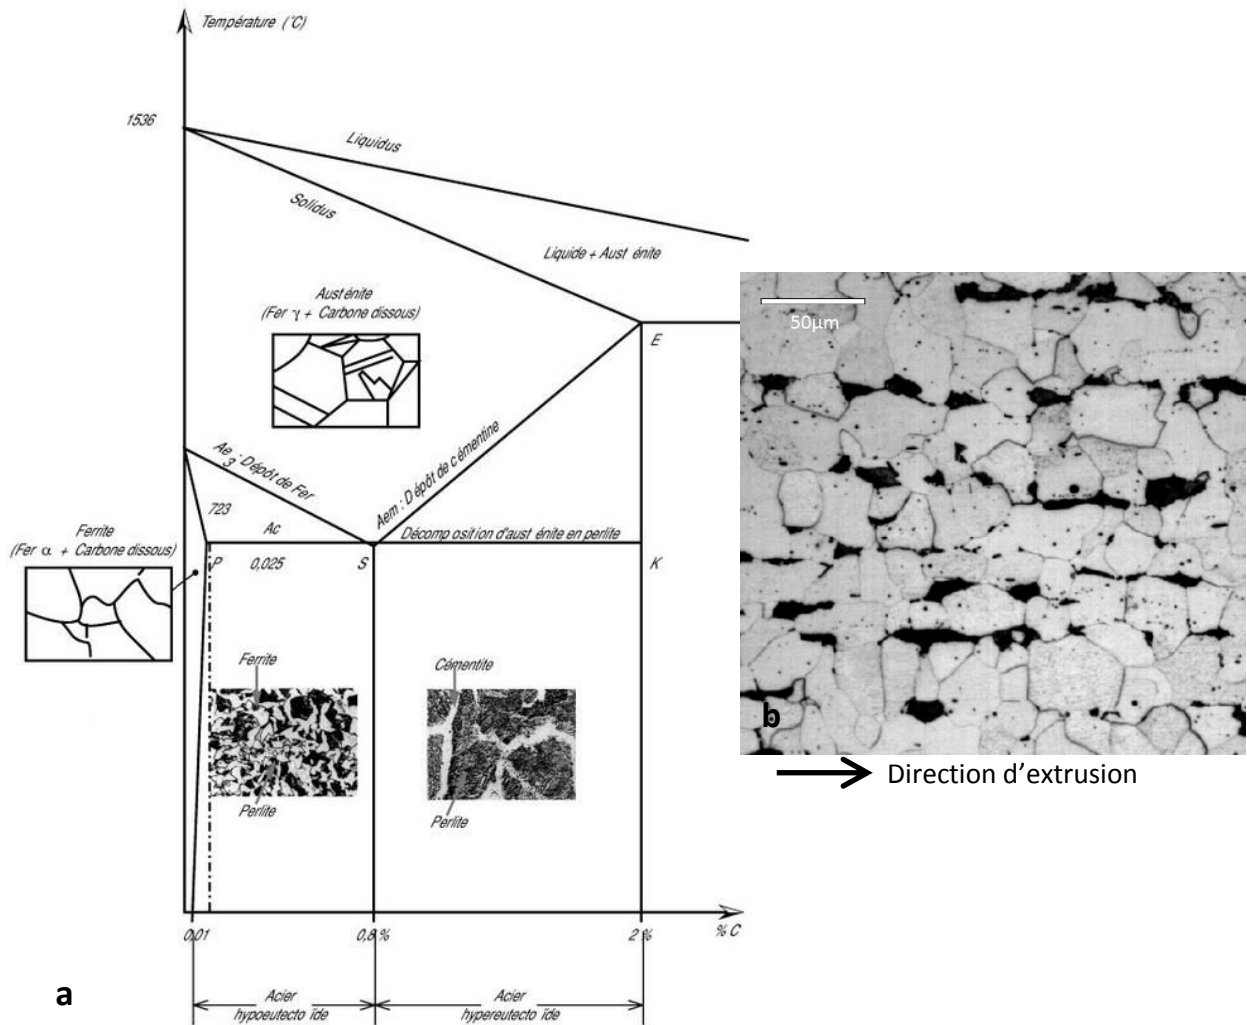 Température (°C)
1536
Liquidus
Solidus
Liquide + Aust énite
Aust énite
(Fer γ + Carbone dissous)
50µm
E
Ae3 : Dépôt de Fer
Aem : Dépôt de cémentine
723
Ac
Décomp osition d'aust énite en perlite
Ferrite
(Fer α + Carbone dissous)
P
0,025
S
K
Ferrite
Cémentite
Perlite
Perlite
b
Direction d'extrusion
0,01
0,8 %
2 %
% C
a
Acier
hypoeutecto ïde
Acier
hypereutecto ïde